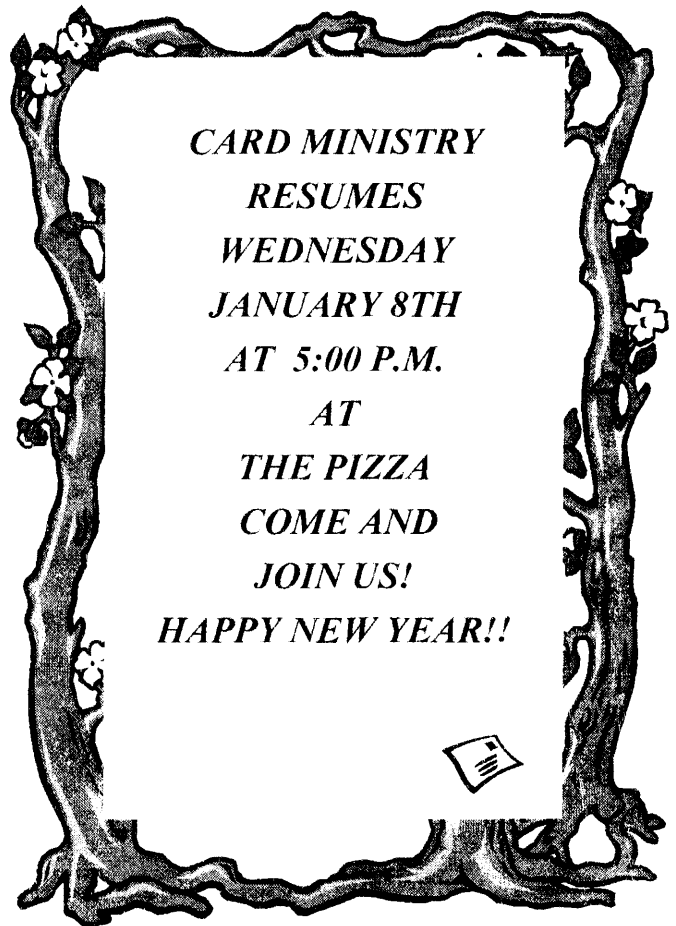 CARD MINISTRY
RESUMES
WEDNESDAY
JANUARY 8TH
AT 5:00 P.M.
AT
THE PIZZA
COME AND
JOIN US!
HAPPY NEW YEAR!!